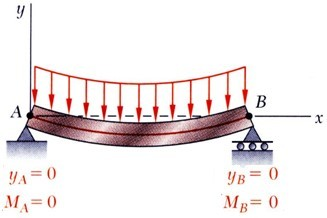 y
A
B
x
y_A = 0
y_B = 0
M_A = 0
M_B = 0